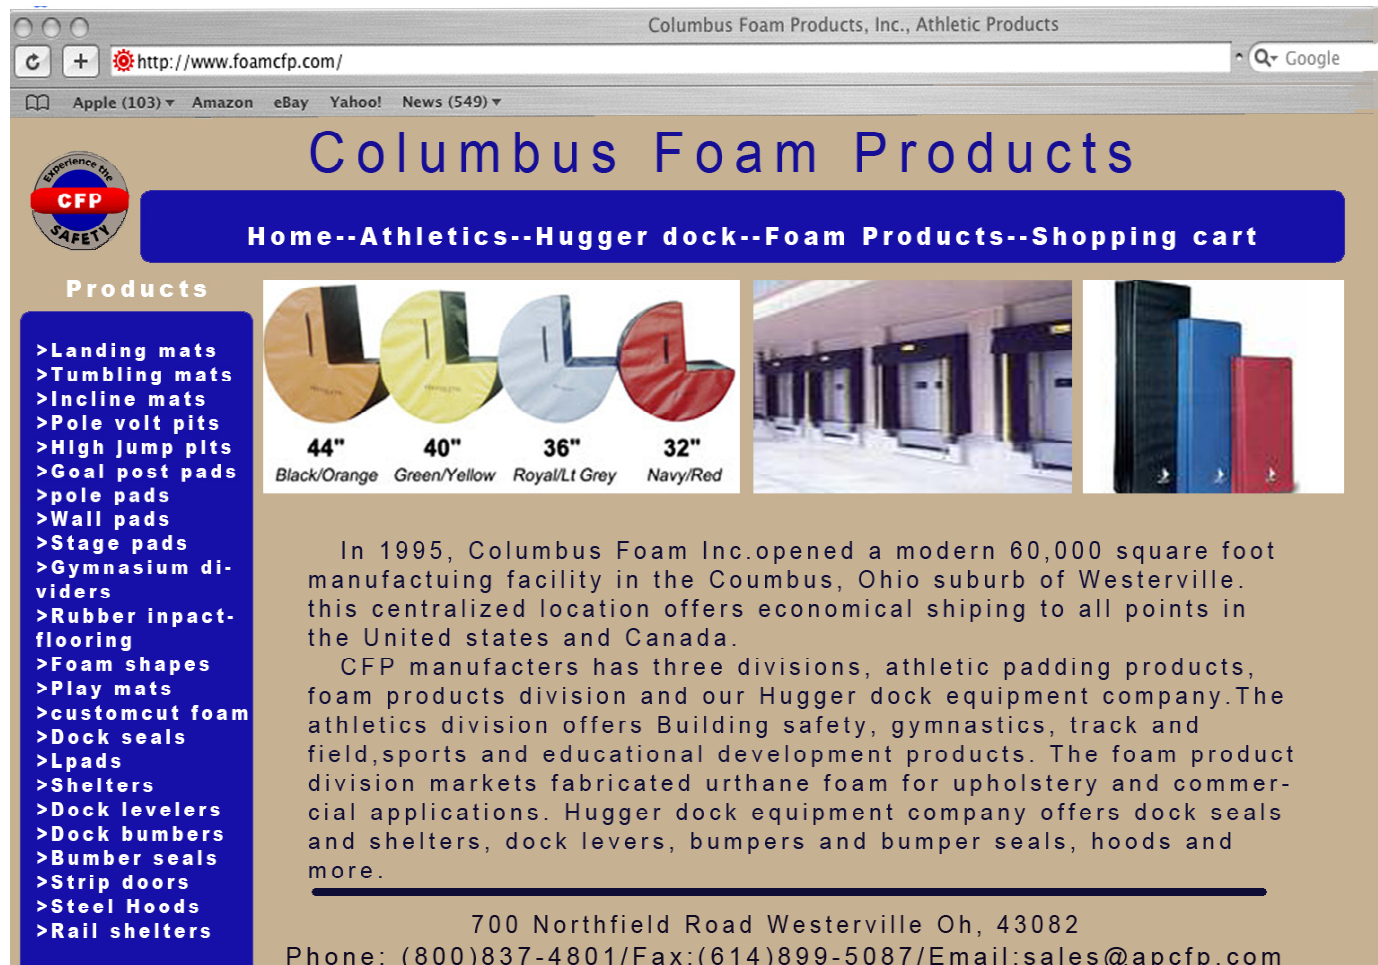 Columbus Foam Products, Inc., Athletic Products
http://www.foamcfp.com/
Google
Apple (103) Amazon eBay Yahoo! News (549)
Columbus Foam Products
Experience the
CFP
SAFETY
Home--Athletics--Hugger dock--Foam Products--Shopping cart
Products
>Landing mats
>Tumbling mats
>Incline mats
>Pole volt pits
>HIgh jump pIts
>Goal post pads
>pole pads
>Wall pads
>Stage pads
>Gymnasium di-
viders
>Rubber inpact-
flooring
>Foam shapes
>Play mats
>customcut foam
>Dock seals
>Lpads
>Shelters
>Dock levelers
>Dock bumbers
>Bumber seals
>Strip doors
>Steel Hoods
>Rail shelters
44" 40" 36" 32"
Black/Orange Green/Yellow Royal/Lt Grey Navy/Red
In 1995, Columbus Foam Inc.opened a modern 60,000 square foot
manufactuing facility in the Coumbus, Ohio suburb of Westerville.
this centralized location offers economical shiping to all points in
the United states and Canada.
CFP manufacters has three divisions, athletic padding products,
foam products division and our Hugger dock equipment company.The
athletics division offers Building safety, gymnastics, track and
field,sports and educational development products. The foam product
division markets fabricated urthane foam for upholstery and commer-
cial applications. Hugger dock equipment company offers dock seals
and shelters, dock levers, bumpers and bumper seals, hoods and
more.
700 Northfield Road Westerville Oh, 43082
Phone: (800)837-4801/Fax:(614)899-5087/Email:sales@apcfp.com